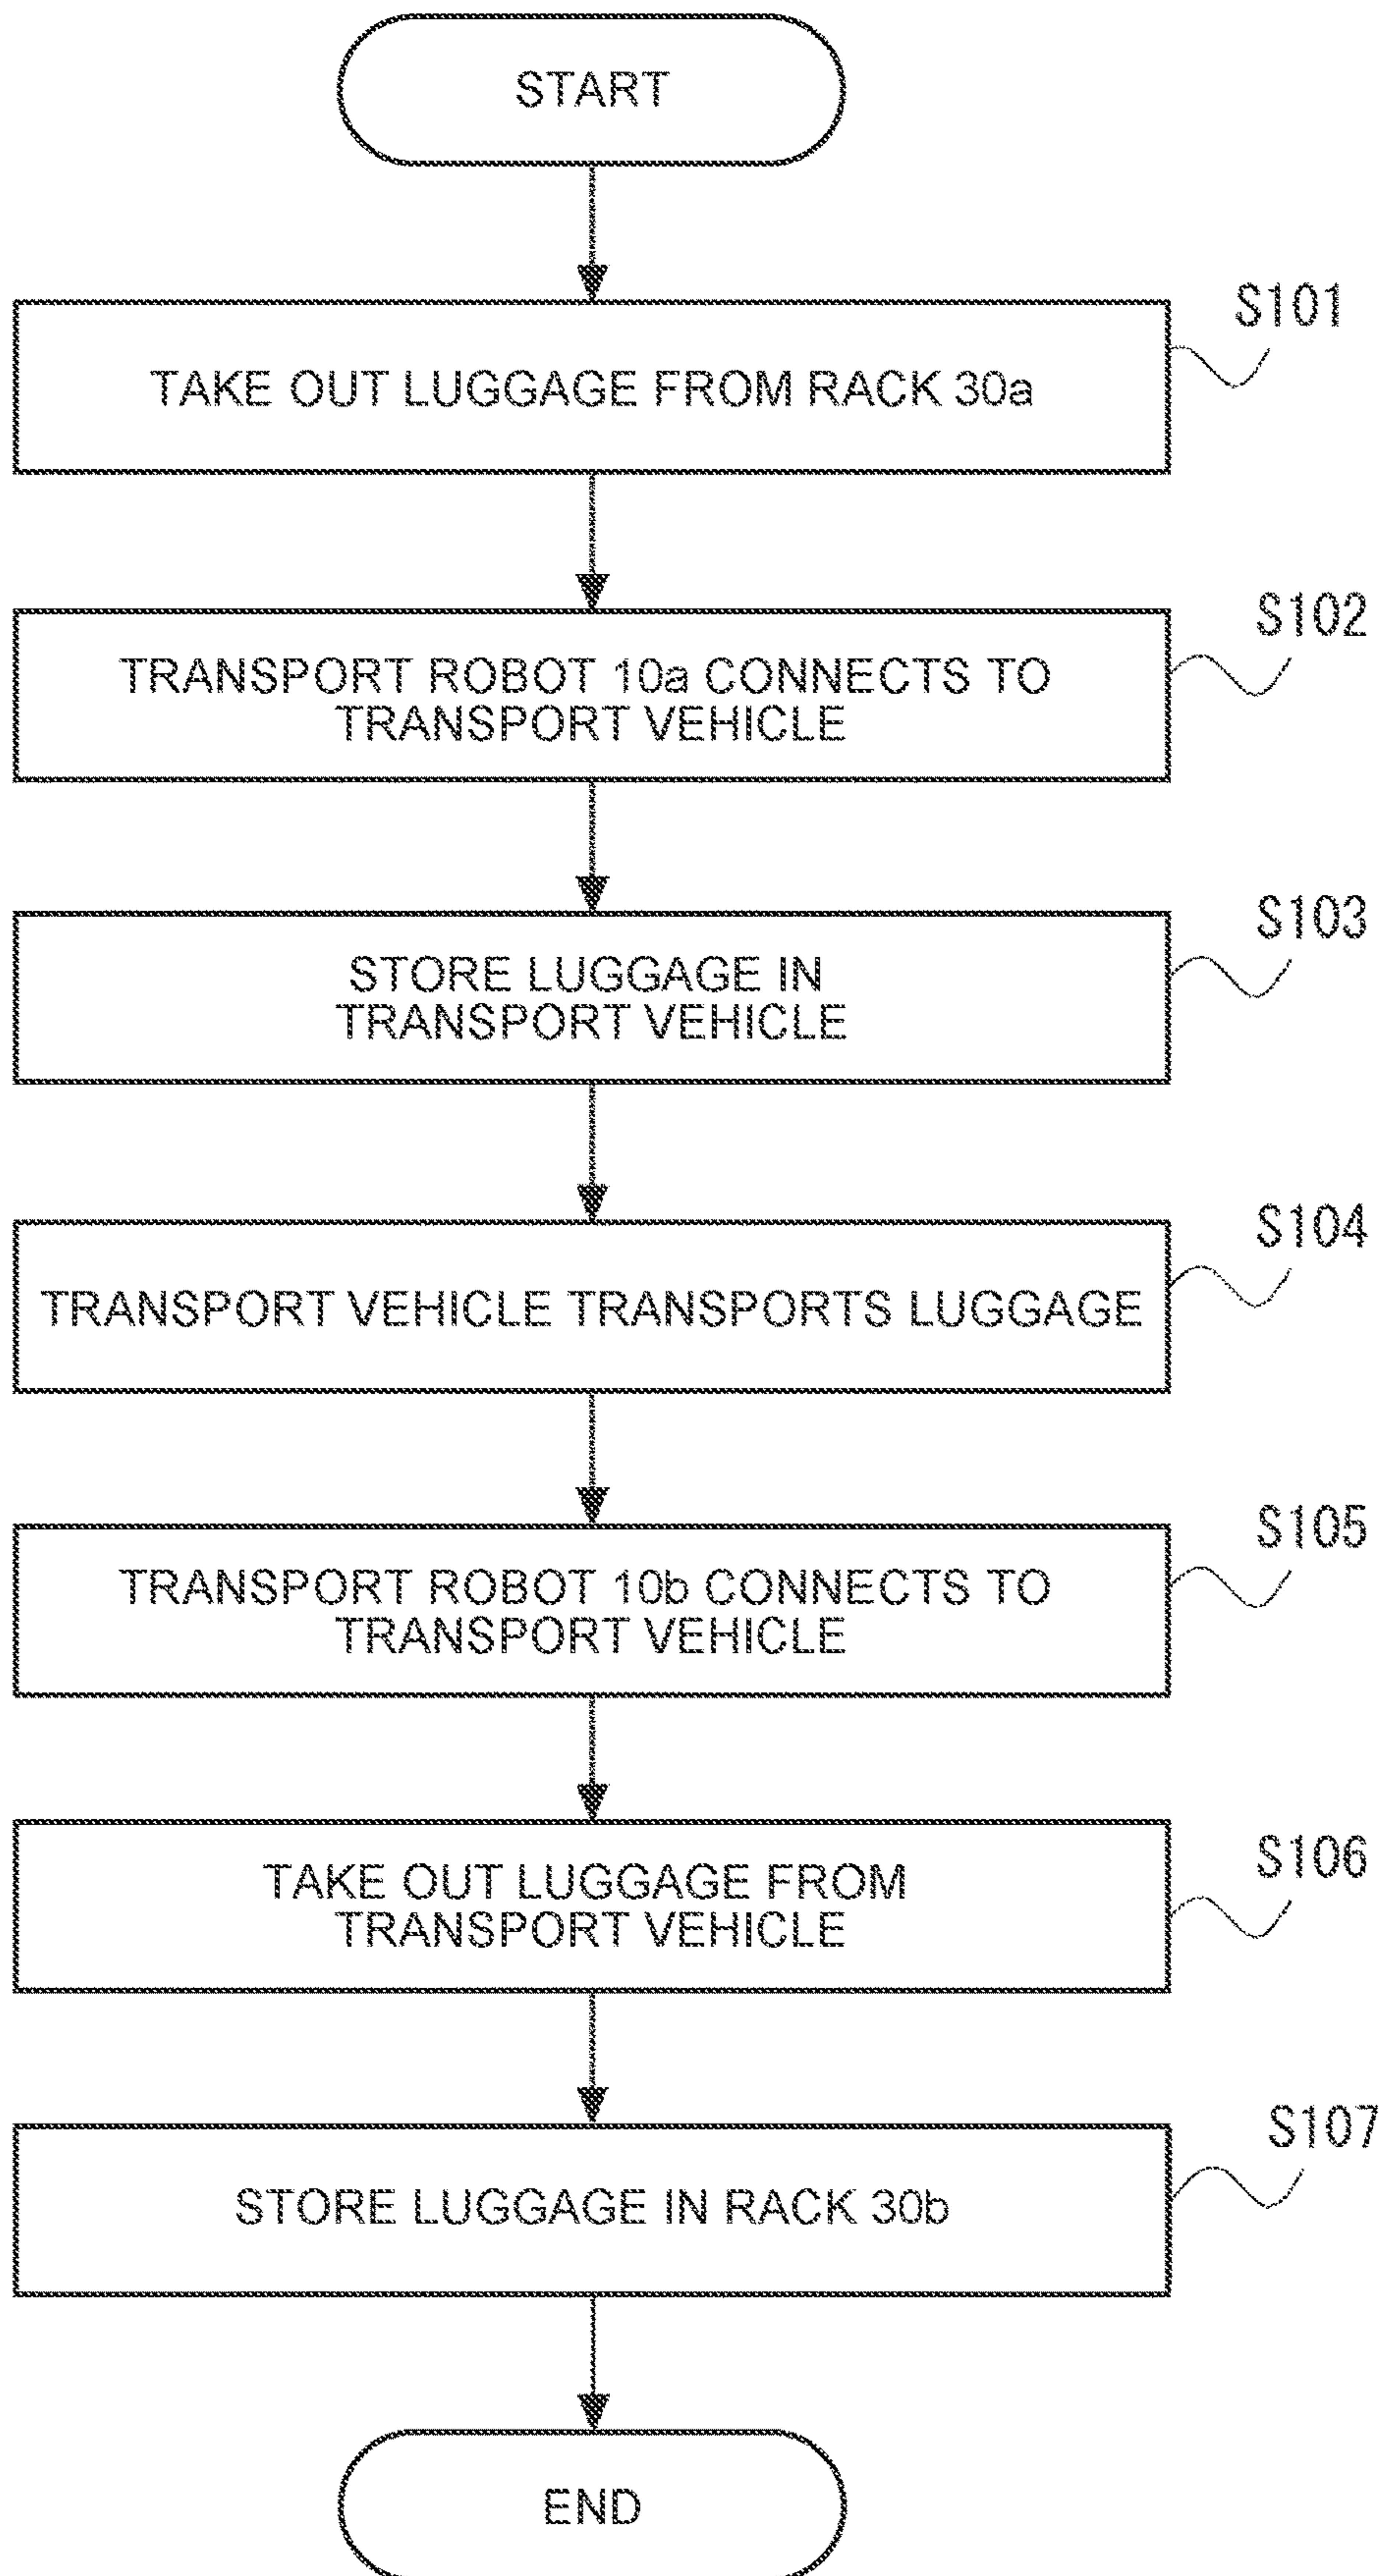 START
S101
TAKE OUT LUGGAGE FROM RACK 30a
S102
TRANSPORT ROBOT 10a CONNECTS TO
TRANSPORT VEHICLE
S103
STORE LUGGAGE IN
TRANSPORT VEHICLE
S104
TRANSPORT VEHICLE TRANSPORTS LUGGAGE
S105
TRANSPORT ROBOT 10b CONNECTS TO
TRANSPORT VEHICLE
S106
TAKE OUT LUGGAGE FROM
TRANSPORT VEHICLE
S107
STORE LUGGAGE IN RACK 30b
END